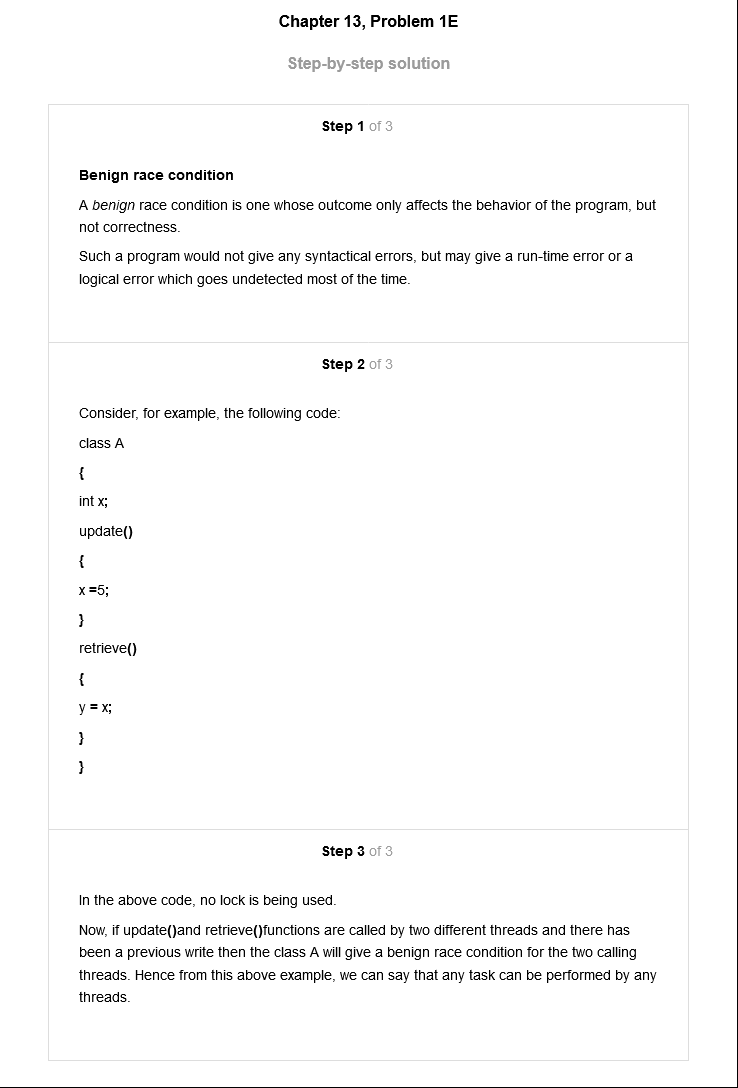 Chapter 13, Problem 1E
Step-by-step solution
Step 1 of 3
Benign race condition
A benign race condition is one whose outcome only affects the behavior of the program, but
not correctness.
Such a program would not give any syntactical errors, but may give a run-time error or a
logical error which goes undetected most of the time.
Step 2 of 3
Consider, for example, the following code:
class A
{
int x;
update()
{
x =5;
}
retrieve()
{
y = x;
}
}
Step 3 of 3
In the above code, no lock is being used.
Now, if update()and retrieve()functions are called by two different threads and there has
been a previous write then the class A will give a benign race condition for the two calling
threads. Hence from this above example, we can say that any task can be performed by any
threads.